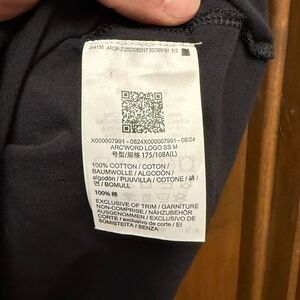 X000007991 - 0824X000007991 - 08/24
ARC'WORD LOGO SS M
号型/规格 175/108A(L)
100% COTTON / COTON /
BAUMWOLLE / ALGODÓN /
algodón / PUUVILLA / COTONE / 綿 /
면 / BOMULL
100% 棉
EXCLUSIVE OF TRIM / GARNITURE
NON-COMPRISE / NÄHZUBEHÖR
AUSGENOMMEN / EXCLUSIVO DE
CORTE / exclusivo de corte / EI
SOMISTEITA / SENZA